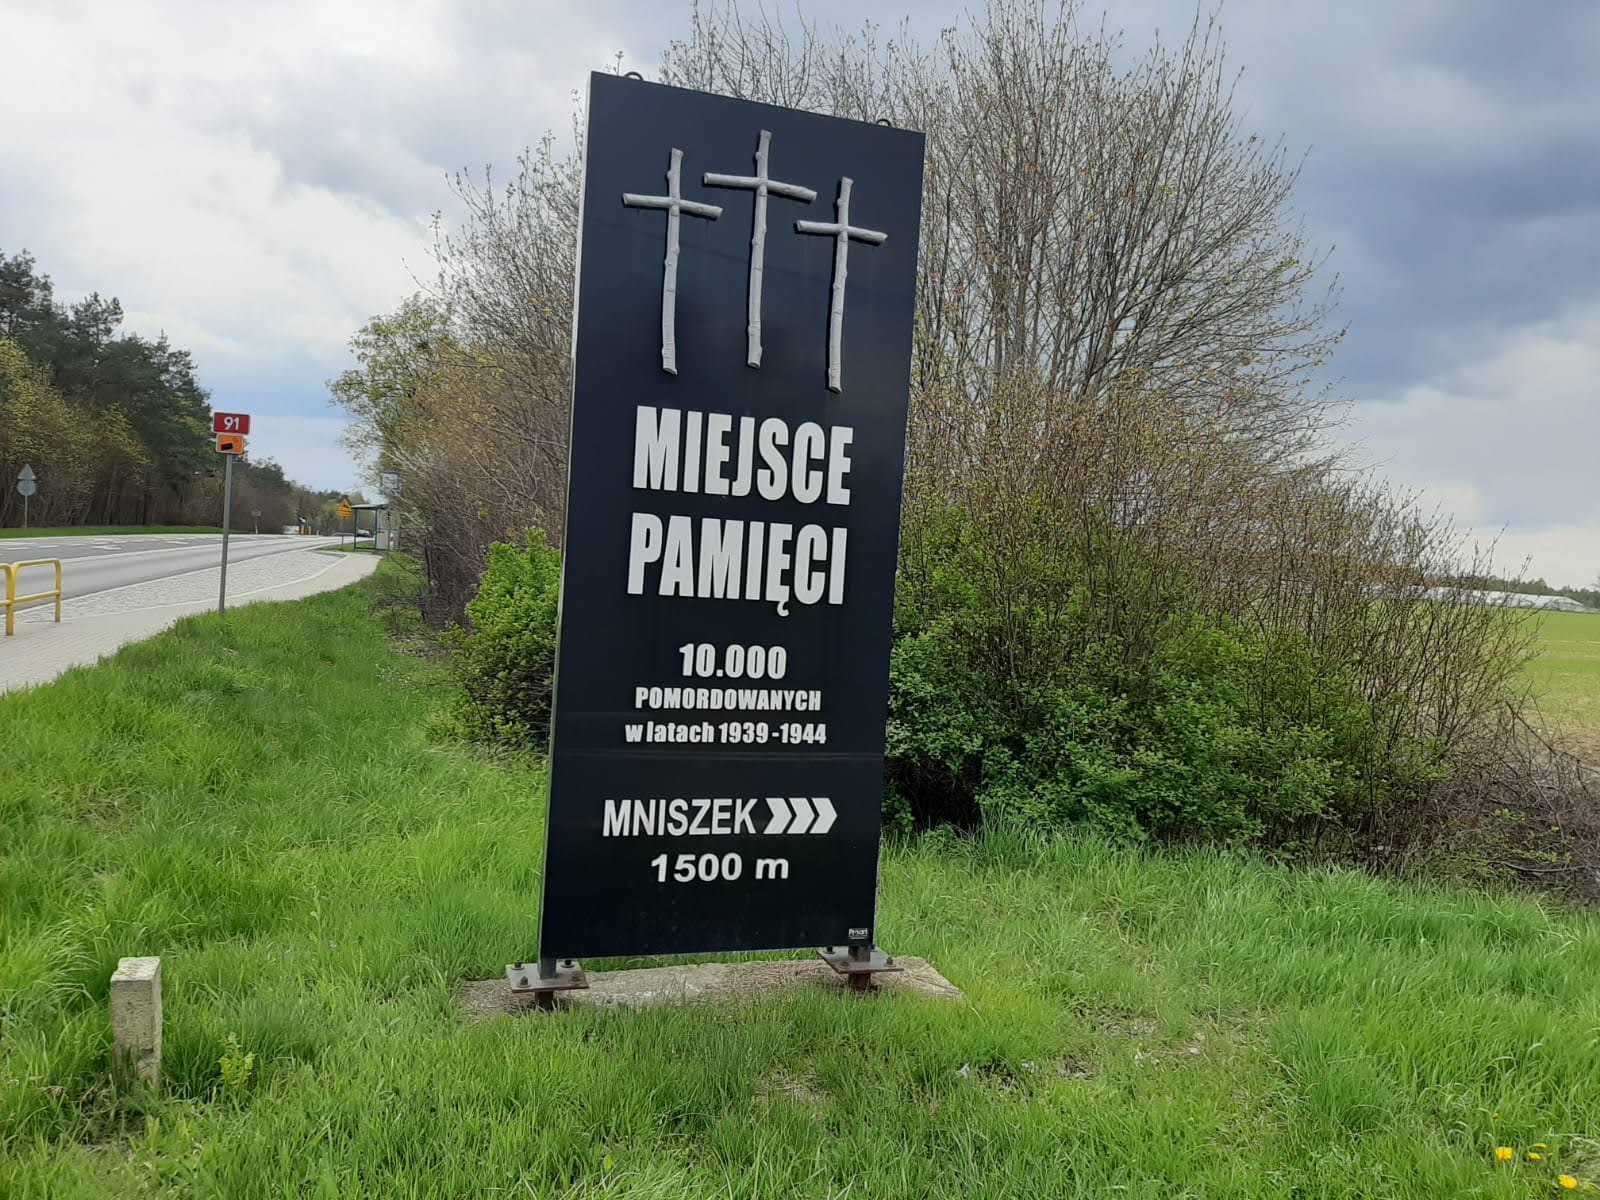 91
MIEJSCE
PAMIĘCI
10.000
POMORDOWANYCH
w latach 1939-1944
MNISZEK
1500 m